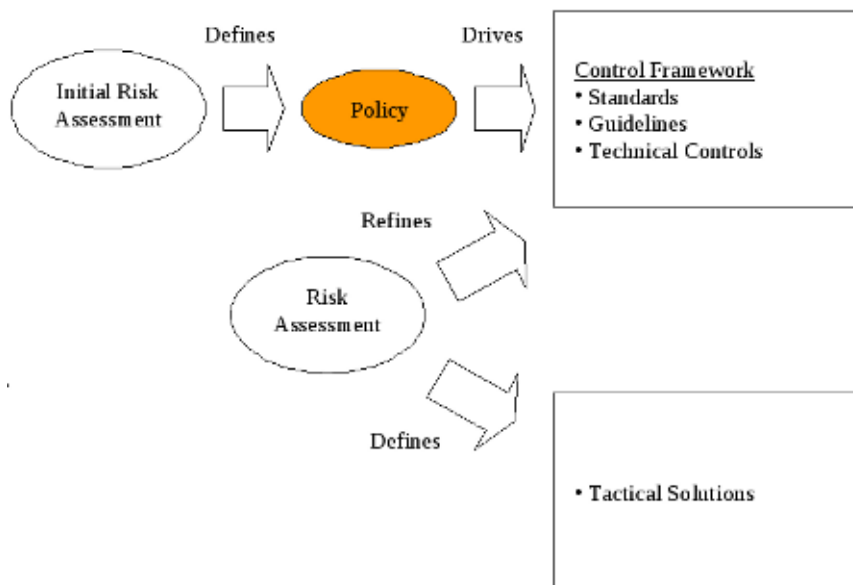 Defines
Drives
Initial Risk
Assessment
Policy
Control Framework
• Standards
• Guidelines
• Technical Controls
Refines
Risk
Assessment
Defines
• Tactical Solutions